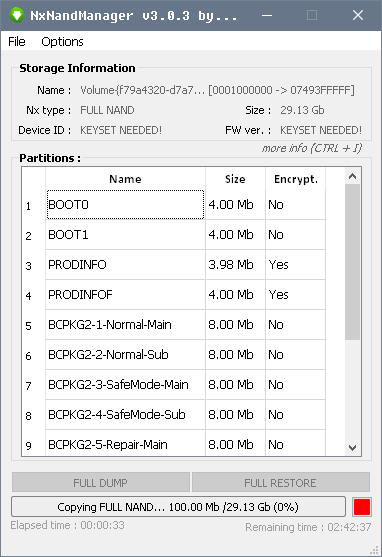 NxNandManager v3.0.3 by...
File Options
Storage Information
Name : Volume{f79a4320-d7a7... [0001000000 -> 07493FFFFF]
Nx type : FULL NAND Size : 29.13 Gb
Device ID : KEYSET NEEDED! FW ver. : KEYSET NEEDED!
more info (CTRL + I)
Partitions :
Name Size Encrypt.
1 BOOT0 4.00 Mb No
2 BOOT1 4.00 Mb No
3 PRODINFO 3.98 Mb Yes
4 PRODINFOF 4.00 Mb Yes
5 BCPKG2-1-Normal-Main 8.00 Mb No
6 BCPKG2-2-Normal-Sub 8.00 Mb No
7 BCPKG2-3-SafeMode-Main 8.00 Mb No
8 BCPKG2-4-SafeMode-Sub 8.00 Mb No
9 BCPKG2-5-Repair-Main 8.00 Mb No
FULL DUMP FULL RESTORE
Copying FULL NAND... 100.00 Mb /29.13 Gb (0%)
Elapsed time : 00:00:33 Remaining time : 02:42:37